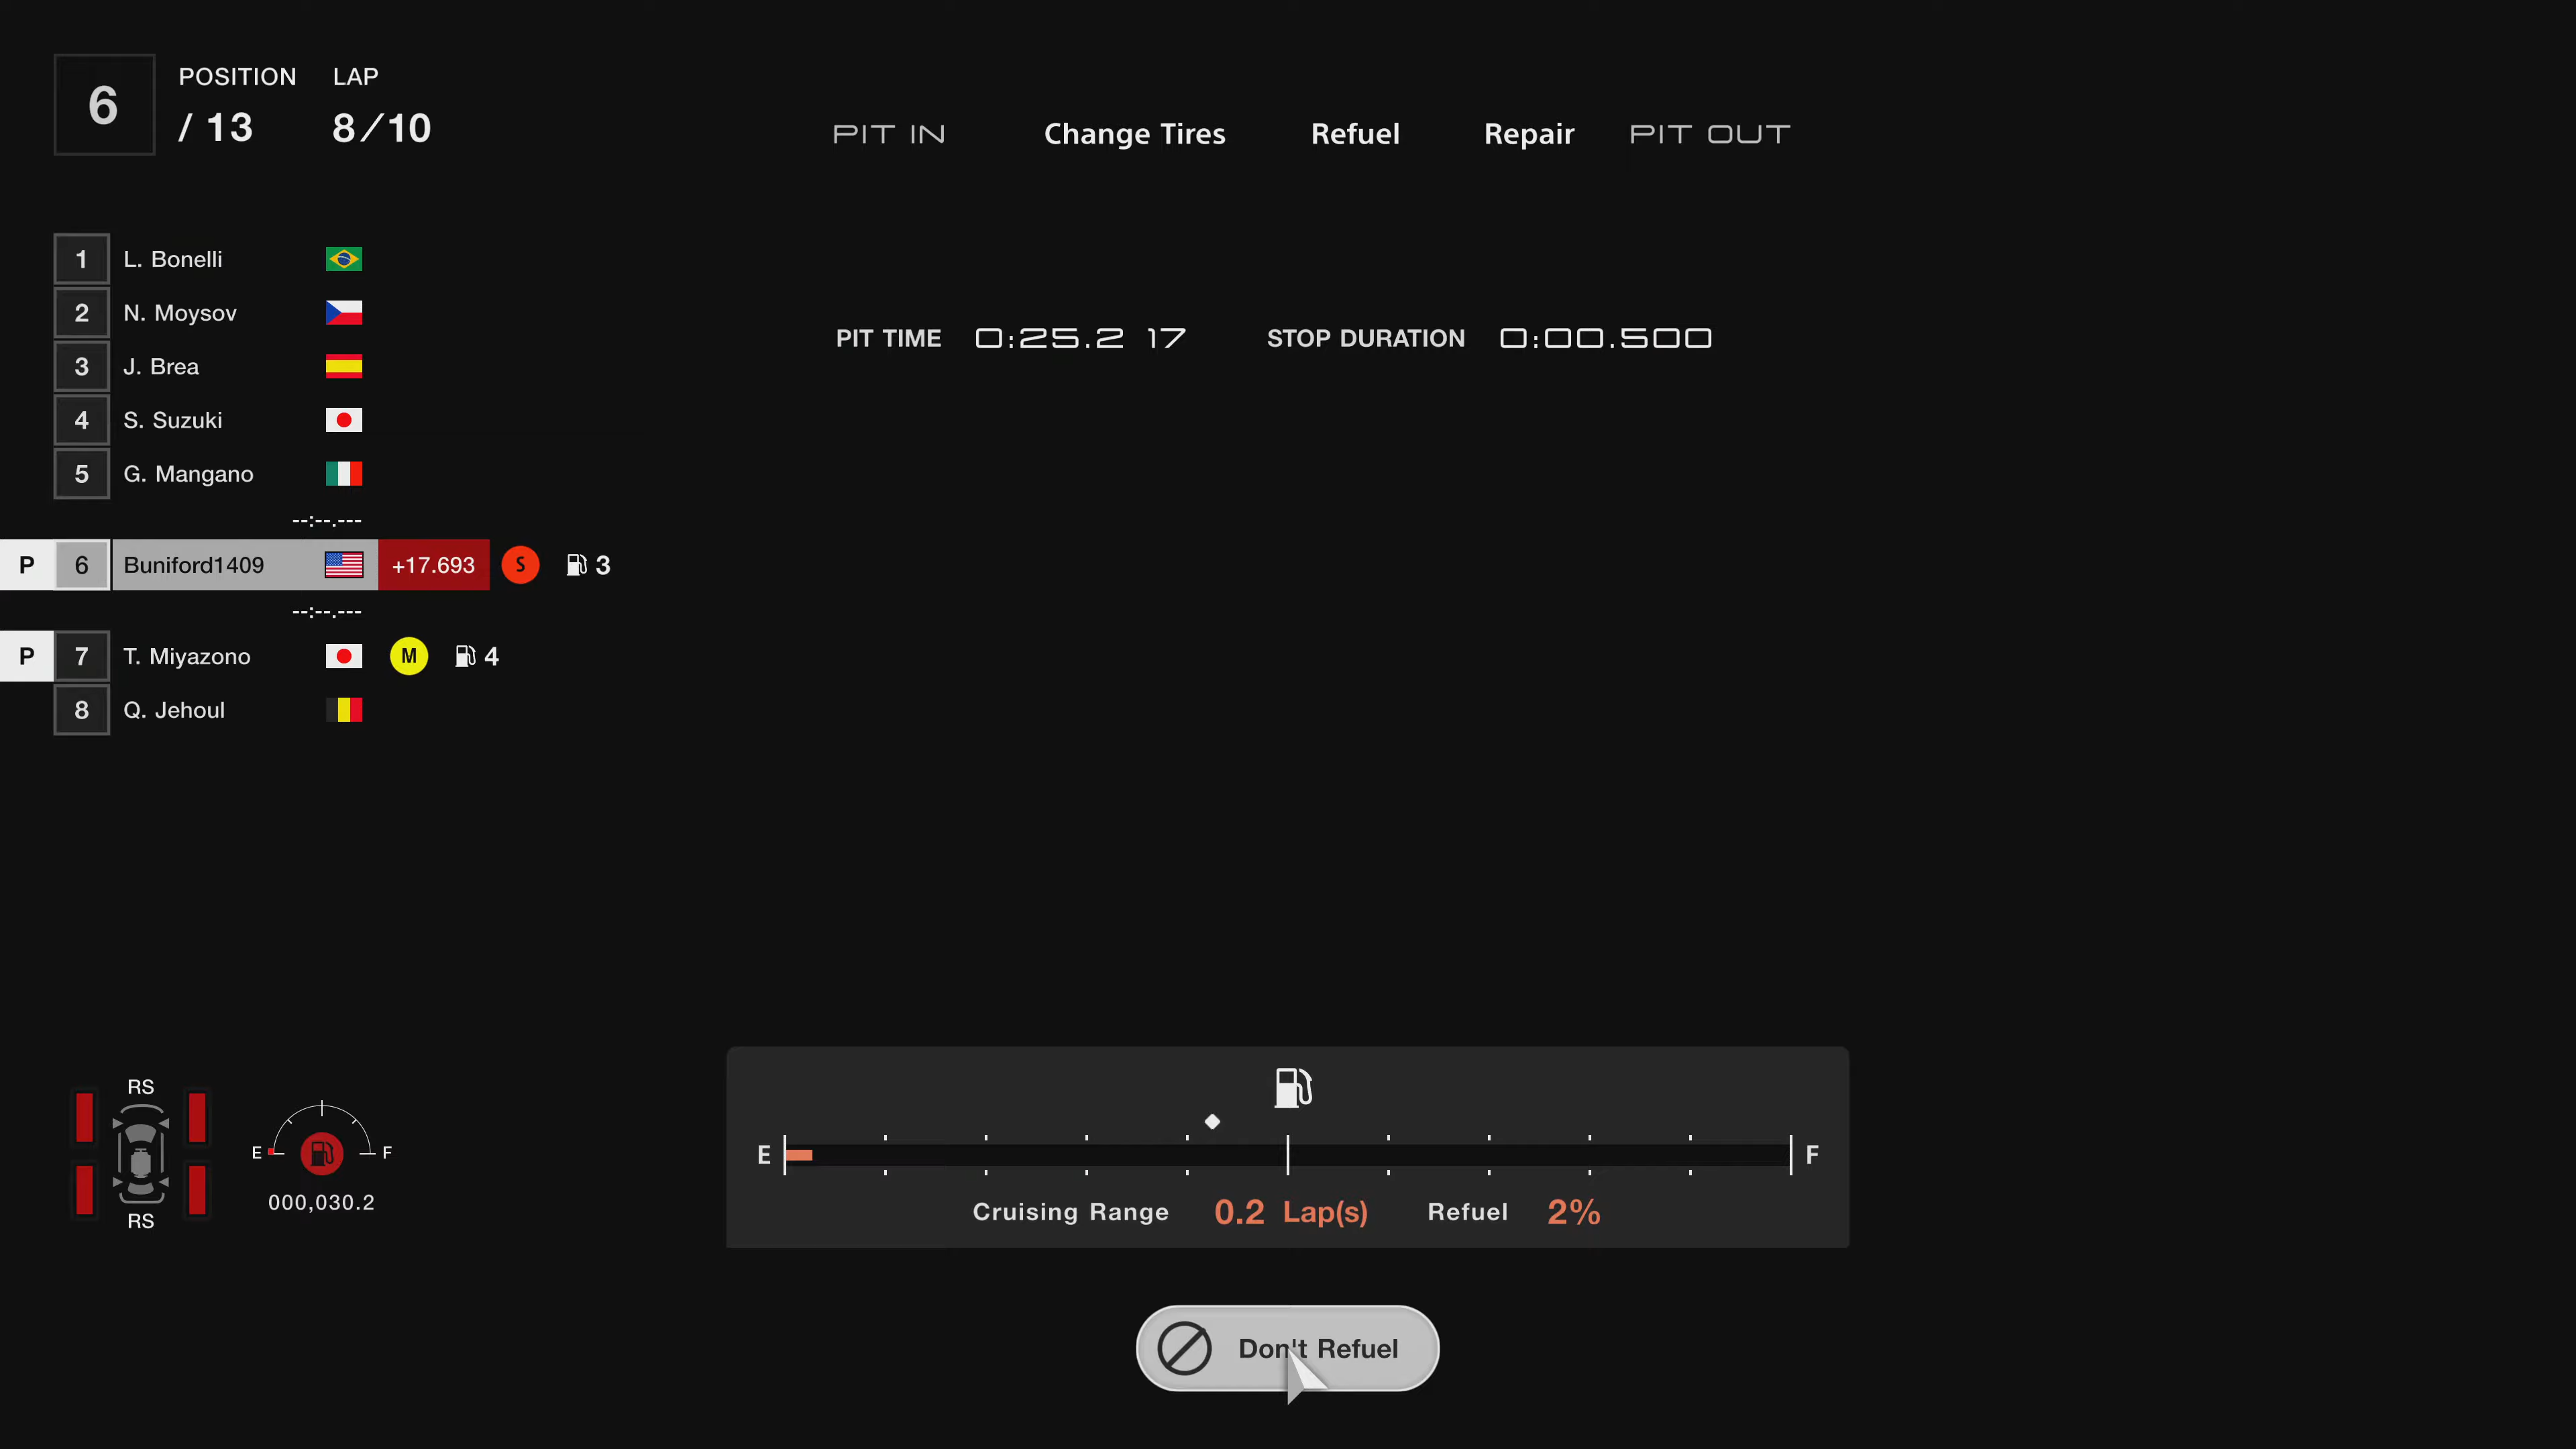 6
POSITION
/ 13
LAP
8/10
PIT IN
Change Tires
Refuel
Repair
PIT OUT
1 L. Bonelli
2 N. Moysov
3 J. Brea
4 S. Suzuki
5 G. Mangano
--:--.---
P 6 Buniford1409 +17.693 S 3
--:--.---
P 7 T. Miyazono M 4
8 Q. Jehoul
PIT TIME 0:25.217
STOP DURATION 0:00.500
RS
RS
E F
000,030.2
E F
Cruising Range 0.2 Lap(s) Refuel 2%
Don't Refuel